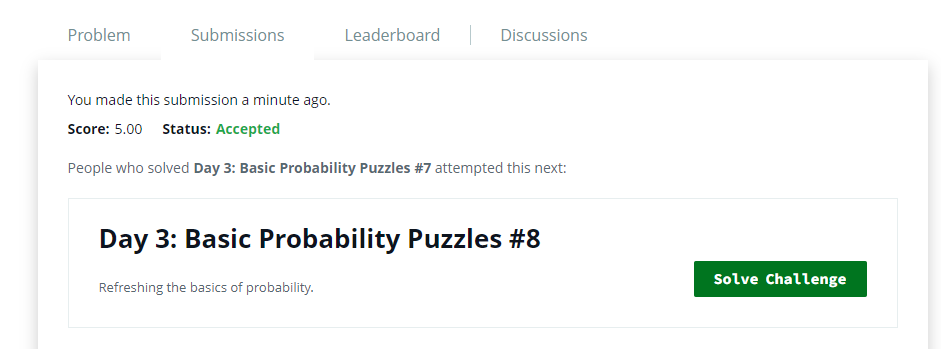 Problem Submissions Leaderboard Discussions
You made this submission a minute ago.
Score: 5.00 Status: Accepted
People who solved Day 3: Basic Probability Puzzles #7 attempted this next:
Day 3: Basic Probability Puzzles #8
Solve Challenge
Refreshing the basics of probability.